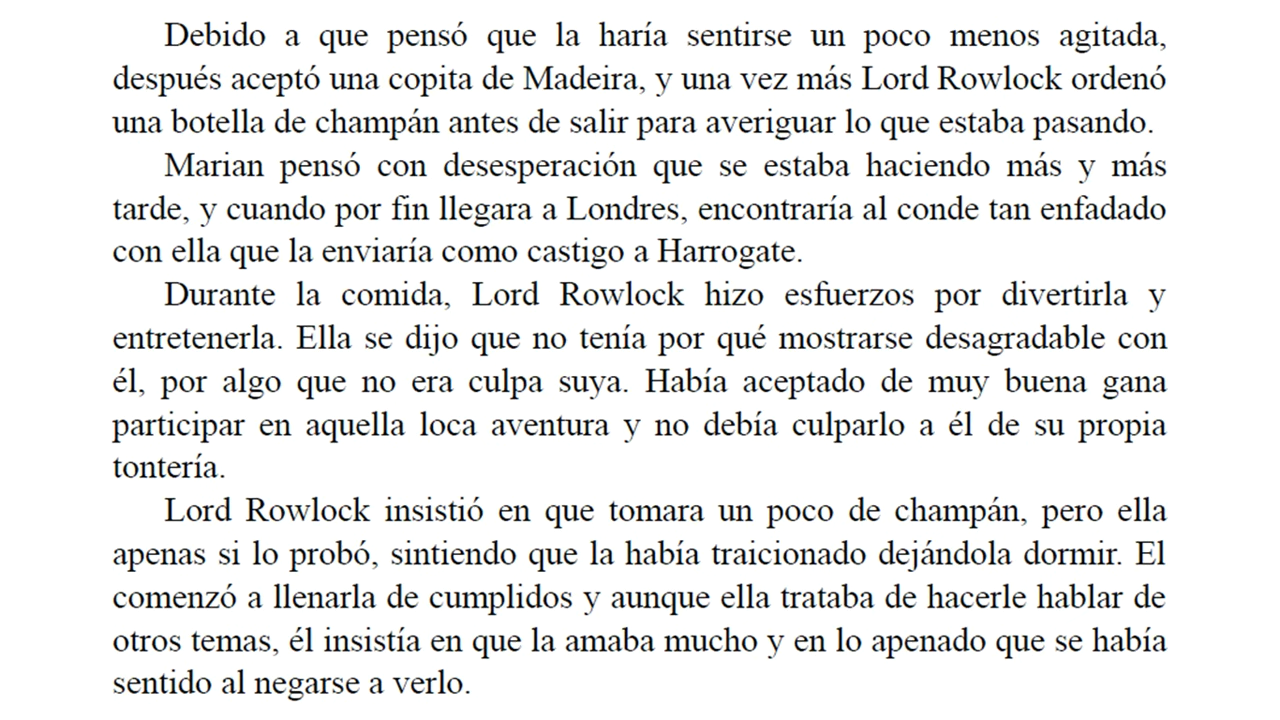 Debido a que pensó que la haría sentirse un poco menos agitada,
después aceptó una copita de Madeira, y una vez más Lord Rowlock ordenó
una botella de champán antes de salir para averiguar lo que estaba pasando.
Marian pensó con desesperación que se estaba haciendo más y más
tarde, y cuando por fin llegara a Londres, encontraría al conde tan enfadado
con ella que la enviaría como castigo a Harrogate.
Durante la comida, Lord Rowlock hizo esfuerzos por divertirla y
entretenerla. Ella se dijo que no tenía por qué mostrarse desagradable con
él, por algo que no era culpa suya. Había aceptado de muy buena gana
participar en aquella loca aventura y no debía culparlo a él de su propia
tontería.
Lord Rowlock insistió en que tomara un poco de champán, pero ella
apenas si lo probó, sintiendo que la había traicionado dejándola dormir. El
comenzó a llenarla de cumplidos y aunque ella trataba de hacerle hablar de
otros temas, él insistía en que la amaba mucho y en lo apenado que se había
sentido al negarse a verlo.